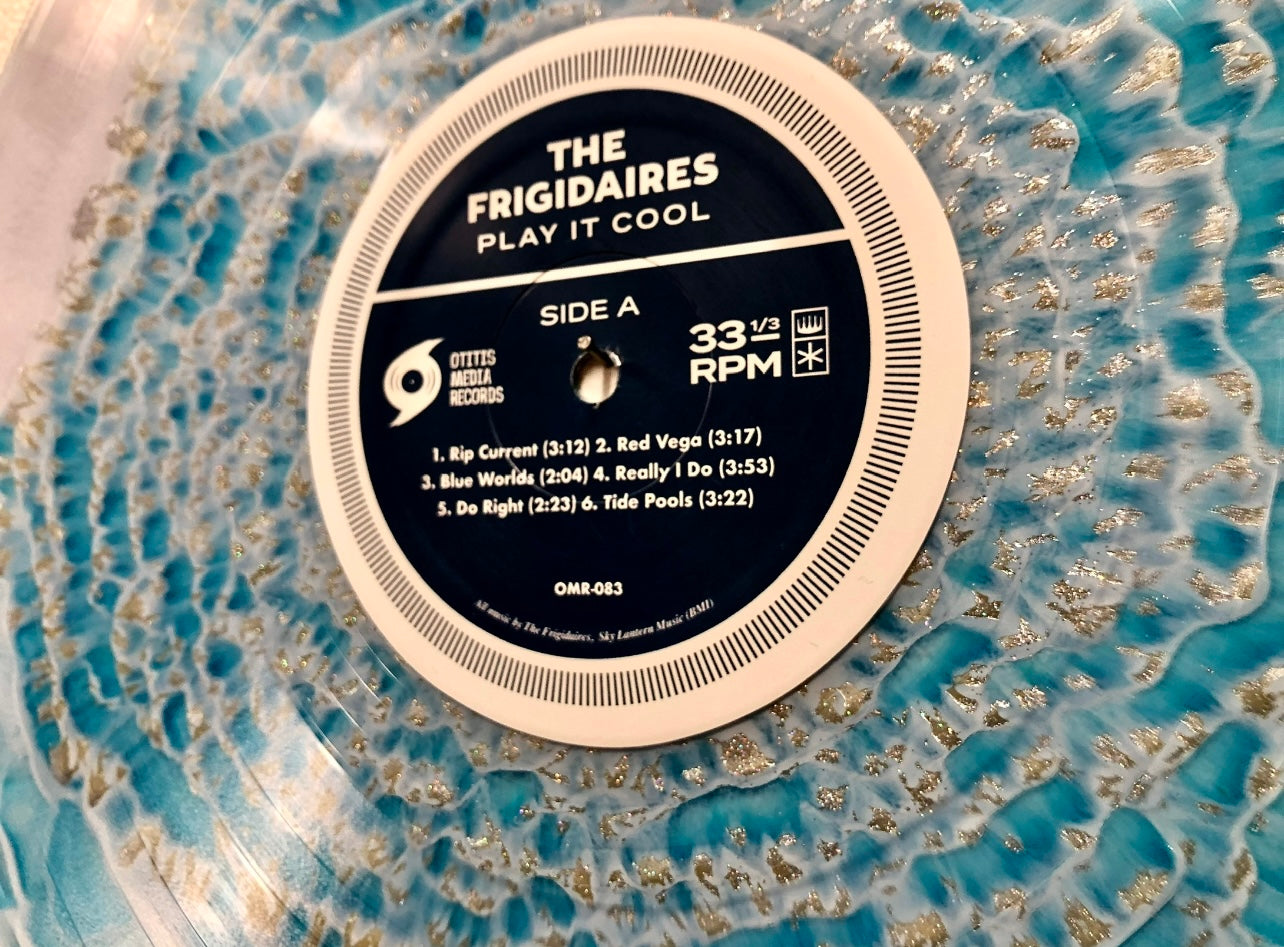 THE
FRIGIDAIRES
PLAY IT COOL
SIDE A
OTITIS
MEDIA
RECORDS
33 1/3
RPM
1. Rip Current (3:12) 2. Red Vega (3:17)
3. Blue Worlds (2:04) 4. Really I Do (3:53)
5. Do Right (2:23) 6. Tide Pools (3:22)
OMR-083
All music by The Frigidaires, Sky Lantern Music (BMI)